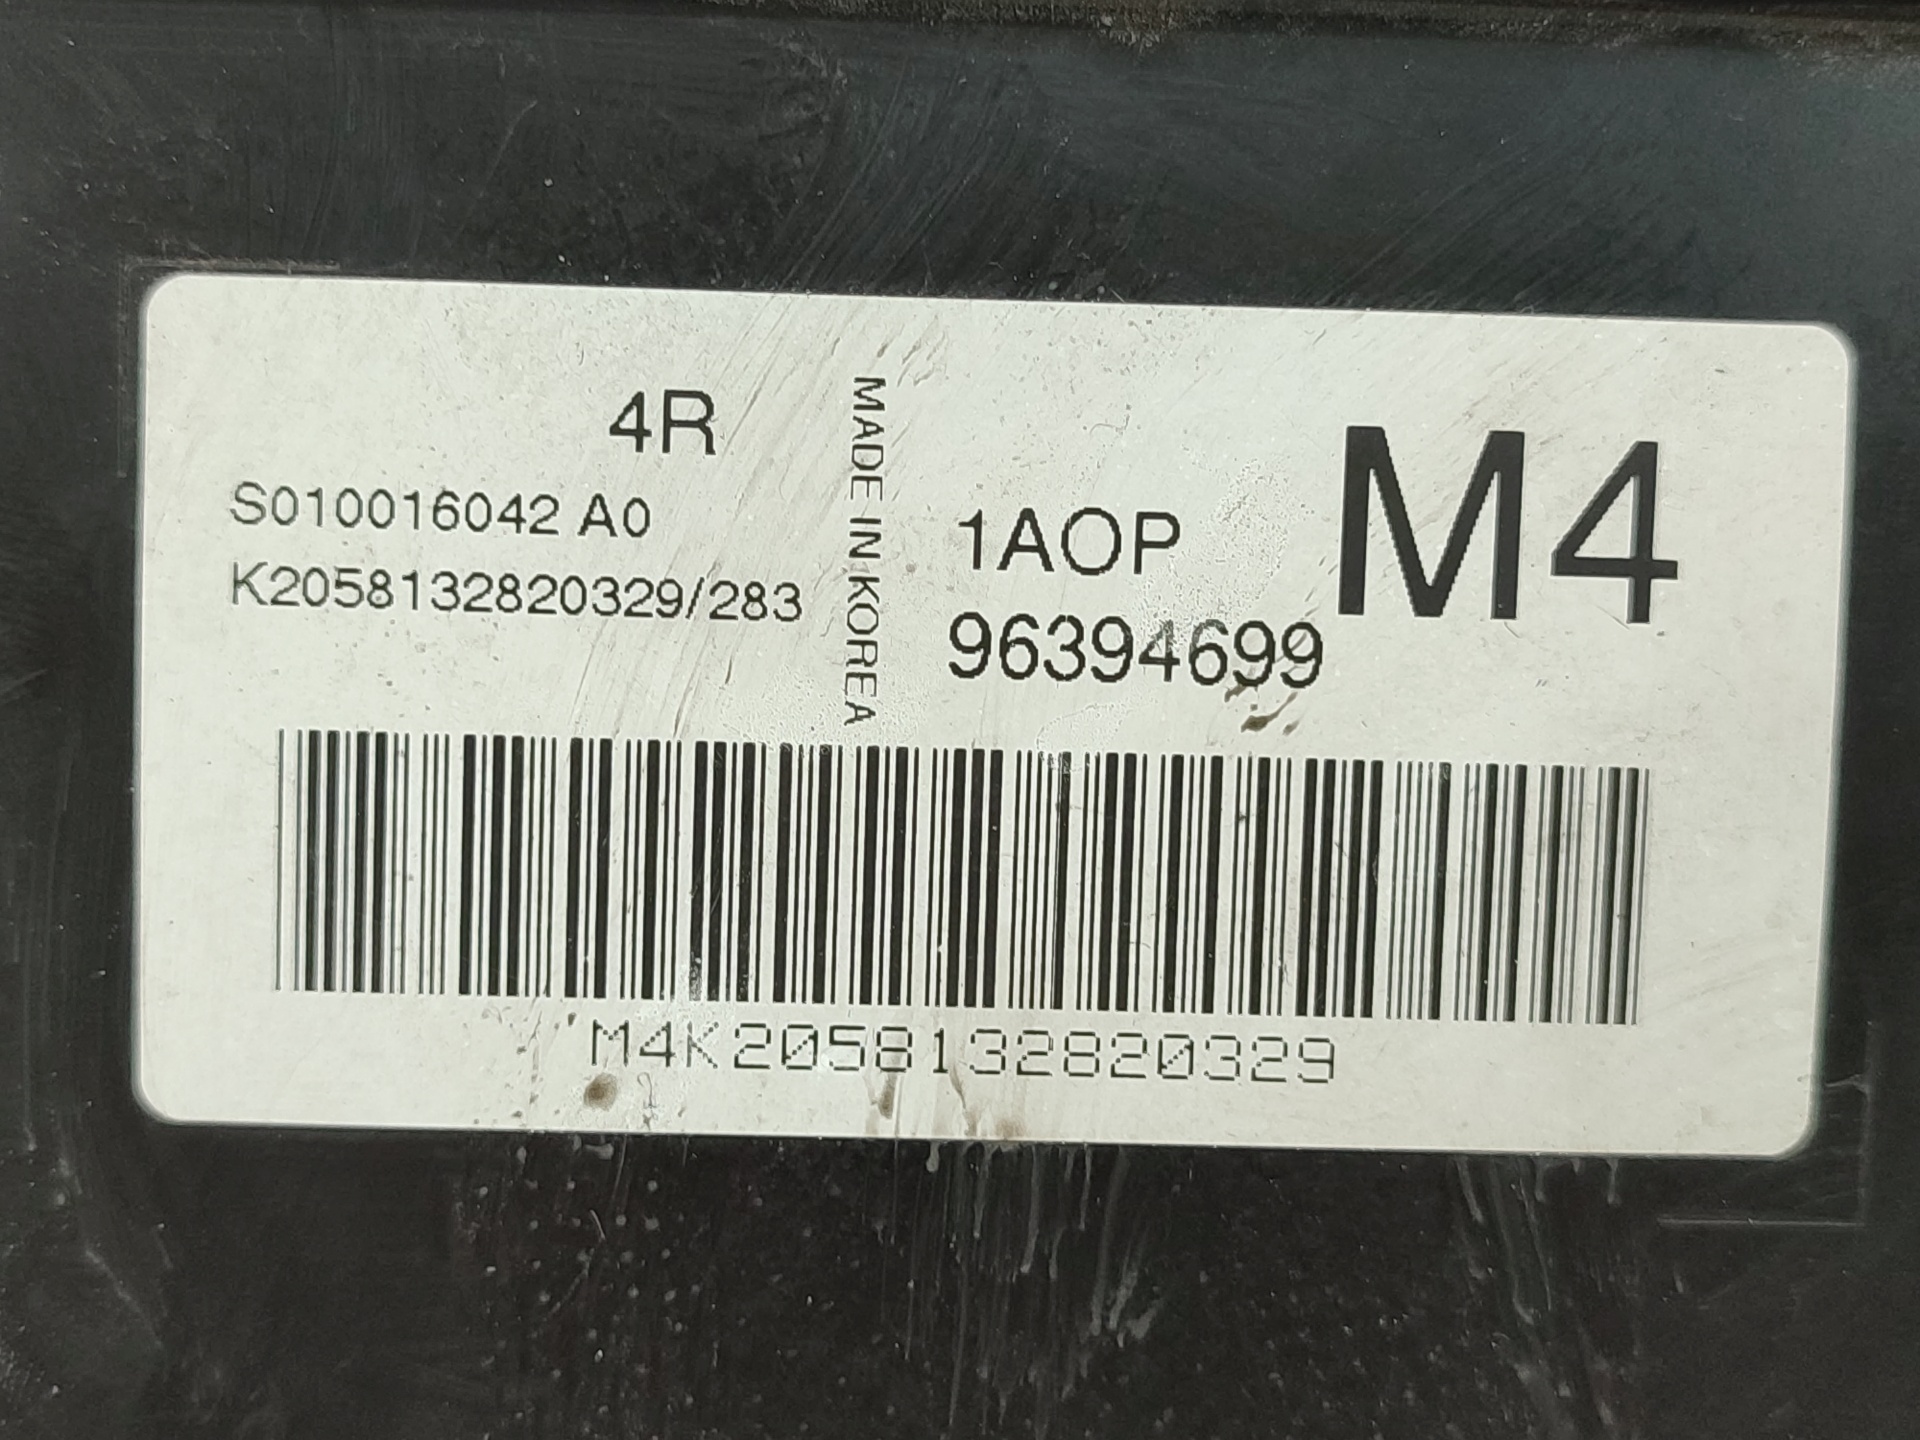 4R
S010016042 A0
K2058132820329/283
MADE IN KOREA
1AOP
96394699
M4
M4K2058132820329